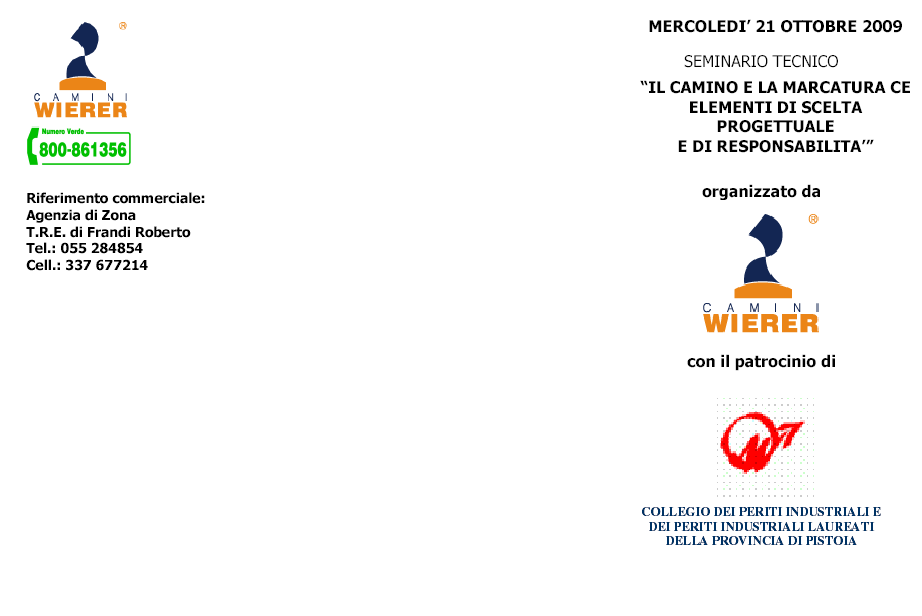 ®
CAMINI
WIERER
Numero Verde
800-861356
Riferimento commerciale:
Agenzia di Zona
T.R.E. di Frandi Roberto
Tel.: 055 284854
Cell.: 337 677214
MERCOLEDI’ 21 OTTOBRE 2009
SEMINARIO TECNICO
“IL CAMINO E LA MARCATURA CE
ELEMENTI DI SCELTA
PROGETTUALE
E DI RESPONSABILITA’”
organizzato da
®
CAMINI
WIERER
con il patrocinio di
COLLEGIO DEI PERITI INDUSTRIALI E
DEI PERITI INDUSTRIALI LAUREATI
DELLA PROVINCIA DI PISTOIA